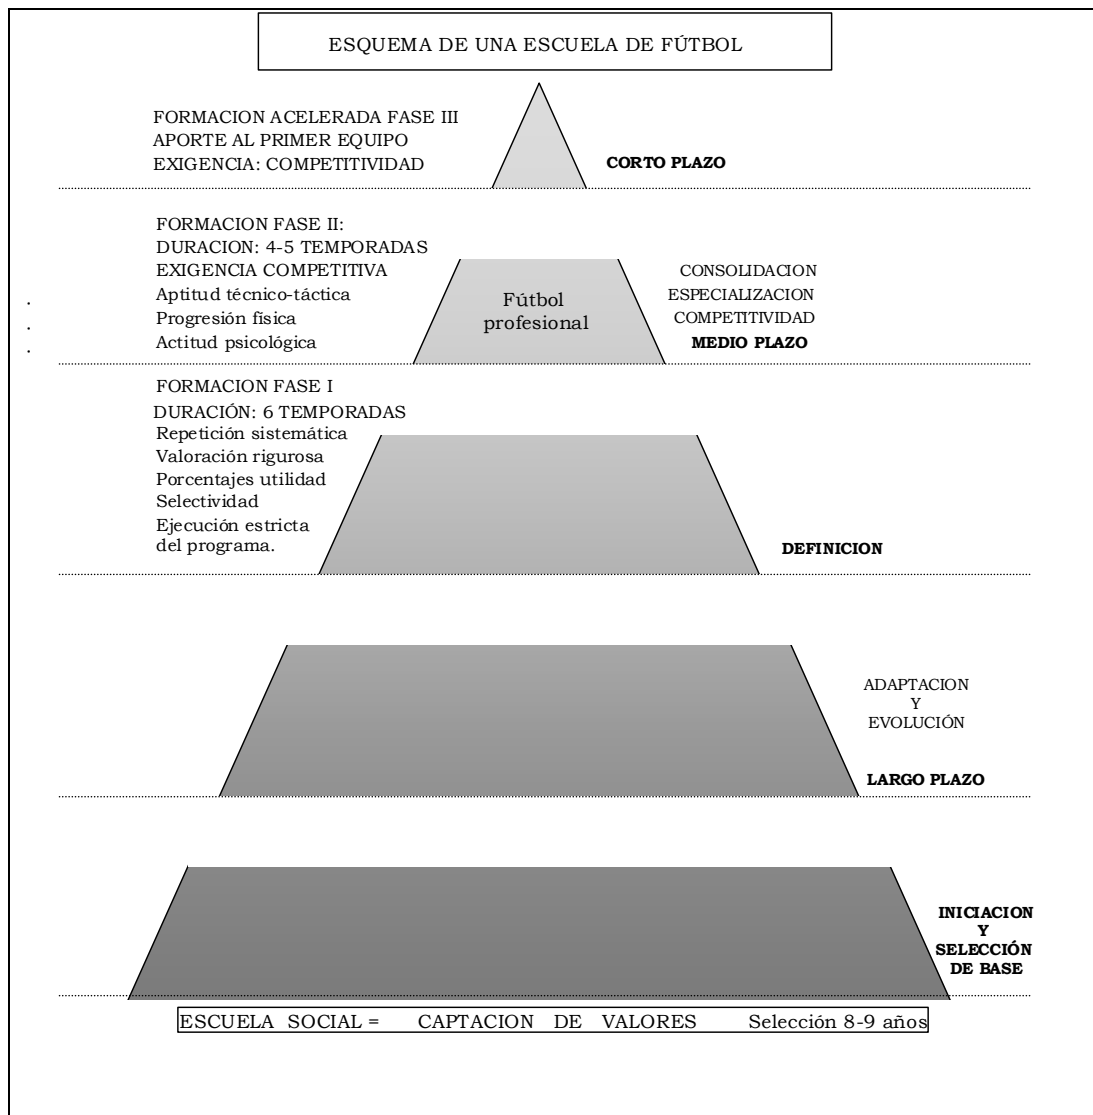 ESQUEMA DE UNA ESCUELA DE FÚTBOL
FORMACION ACELERADA FASE III
APORTE AL PRIMER EQUIPO
EXIGENCIA: COMPETITIVIDAD
CORTO PLAZO
FORMACION FASE II:
DURACION: 4-5 TEMPORADAS
EXIGENCIA COMPETITIVA
Aptitud técnico-táctica
Progresión física
Actitud psicológica
.
.
.
Fútbol
profesional
CONSOLIDACION
ESPECIALIZACION
COMPETITIVIDAD
MEDIO PLAZO
FORMACION FASE I
DURACIÓN: 6 TEMPORADAS
Repetición sistemática
Valoración rigurosa
Porcentajes utilidad
Selectividad
Ejecución estricta
del programa.
DEFINICION
ADAPTACION
Y
EVOLUCIÓN
LARGO PLAZO
INICIACION
Y
SELECCIÓN
DE BASE
ESCUELA SOCIAL = CAPTACION DE VALORES Selección 8-9 años